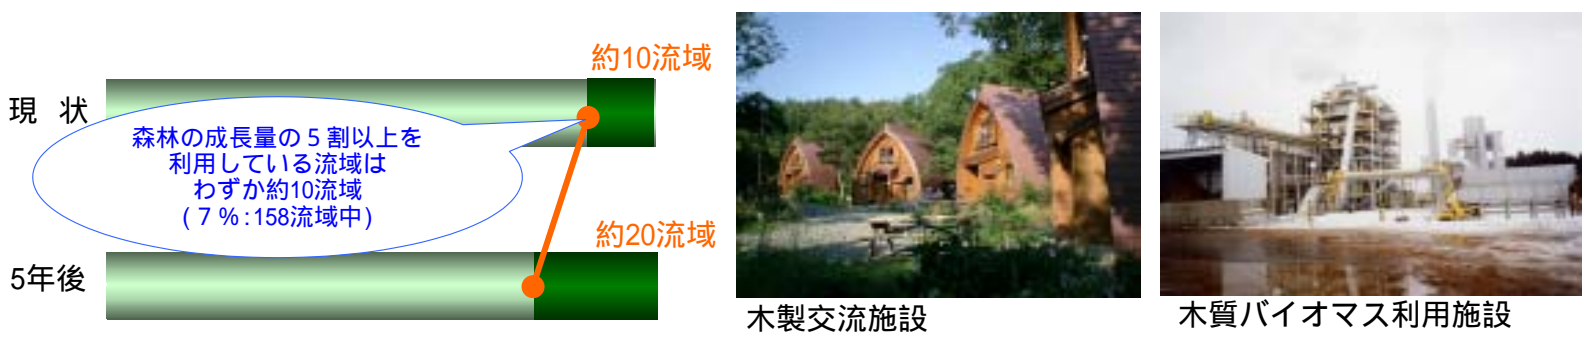 約10流域
現 状
森林の成長量の５割以上を
利用している流域は
わずか約10流域
(７％:158流域中)
約20流域
5年後
木製交流施設
木質バイオマス利用施設